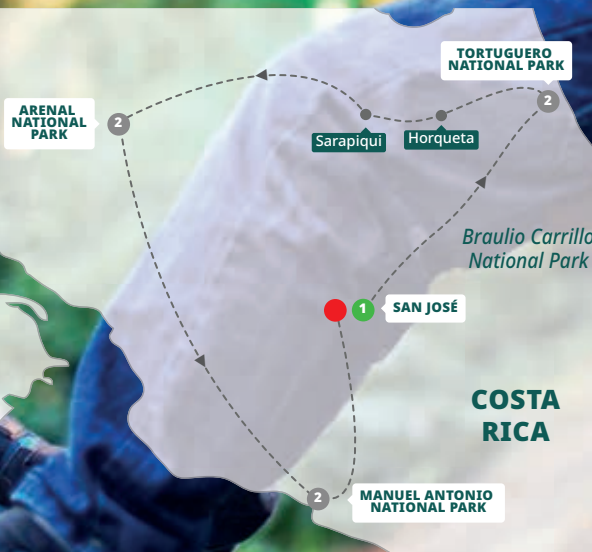 TORTUGUERO
NATIONAL PARK
2
ARENAL
NATIONAL
PARK
2
Sarapiqui
Horqueta
Braulio Carrillo
National Park
1
SAN JOSÉ
COSTA
RICA
2
MANUEL ANTONIO
NATIONAL PARK